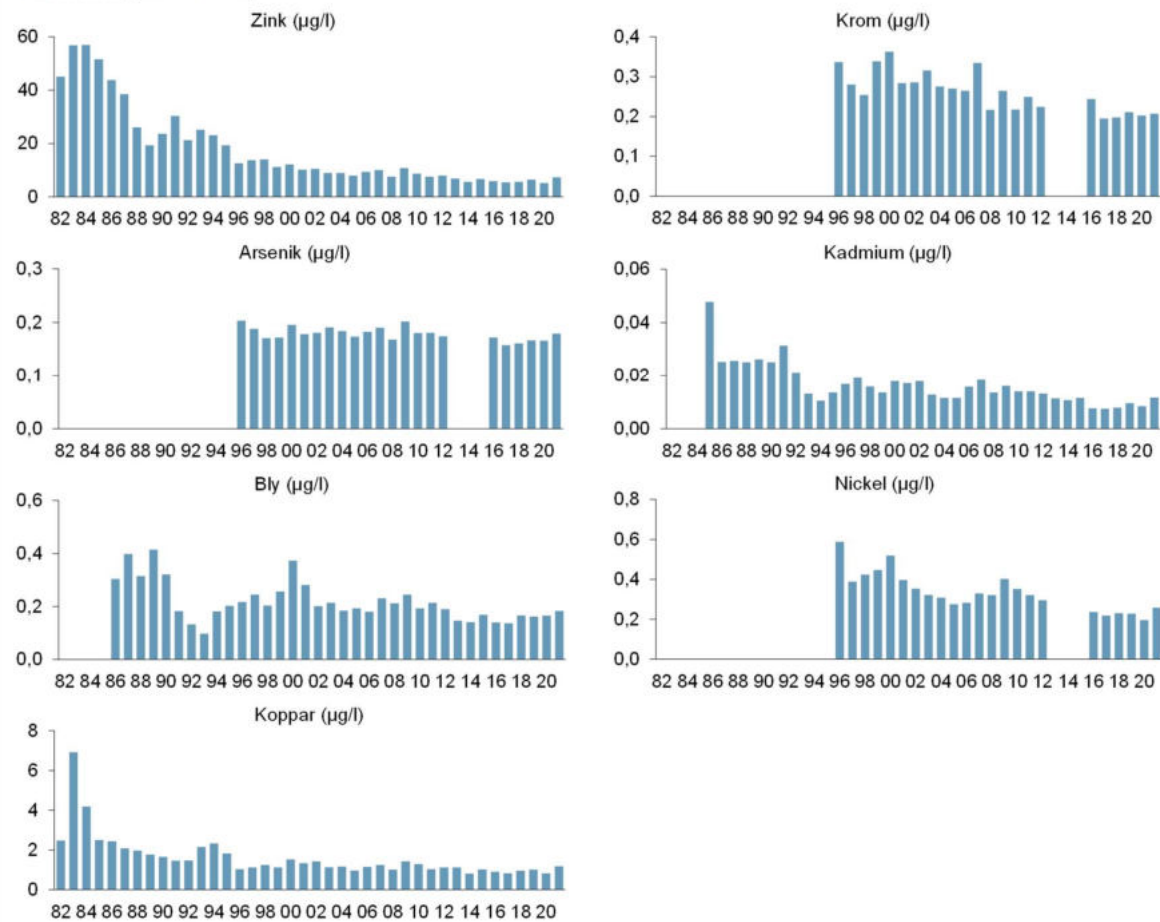 Zink (µg/l)
60
40
20
0
82 84 86 88 90 92 94 96 98 00 02 04 06 08 10 12 14 16 18 20
Krom (µg/l)
0,4
0,3
0,2
0,1
0,0
82 84 86 88 90 92 94 96 98 00 02 04 06 08 10 12 14 16 18 20
Arsenik (µg/l)
0,3
0,2
0,1
0,0
82 84 86 88 90 92 94 96 98 00 02 04 06 08 10 12 14 16 18 20
Kadmium (µg/l)
0,06
0,04
0,02
0,00
82 84 86 88 90 92 94 96 98 00 02 04 06 08 10 12 14 16 18 20
Bly (µg/l)
0,6
0,4
0,2
0,0
82 84 86 88 90 92 94 96 98 00 02 04 06 08 10 12 14 16 18 20
Nickel (µg/l)
0,8
0,6
0,4
0,2
0,0
82 84 86 88 90 92 94 96 98 00 02 04 06 08 10 12 14 16 18 20
Koppar (µg/l)
8
6
4
2
0
82 84 86 88 90 92 94 96 98 00 02 04 06 08 10 12 14 16 18 20